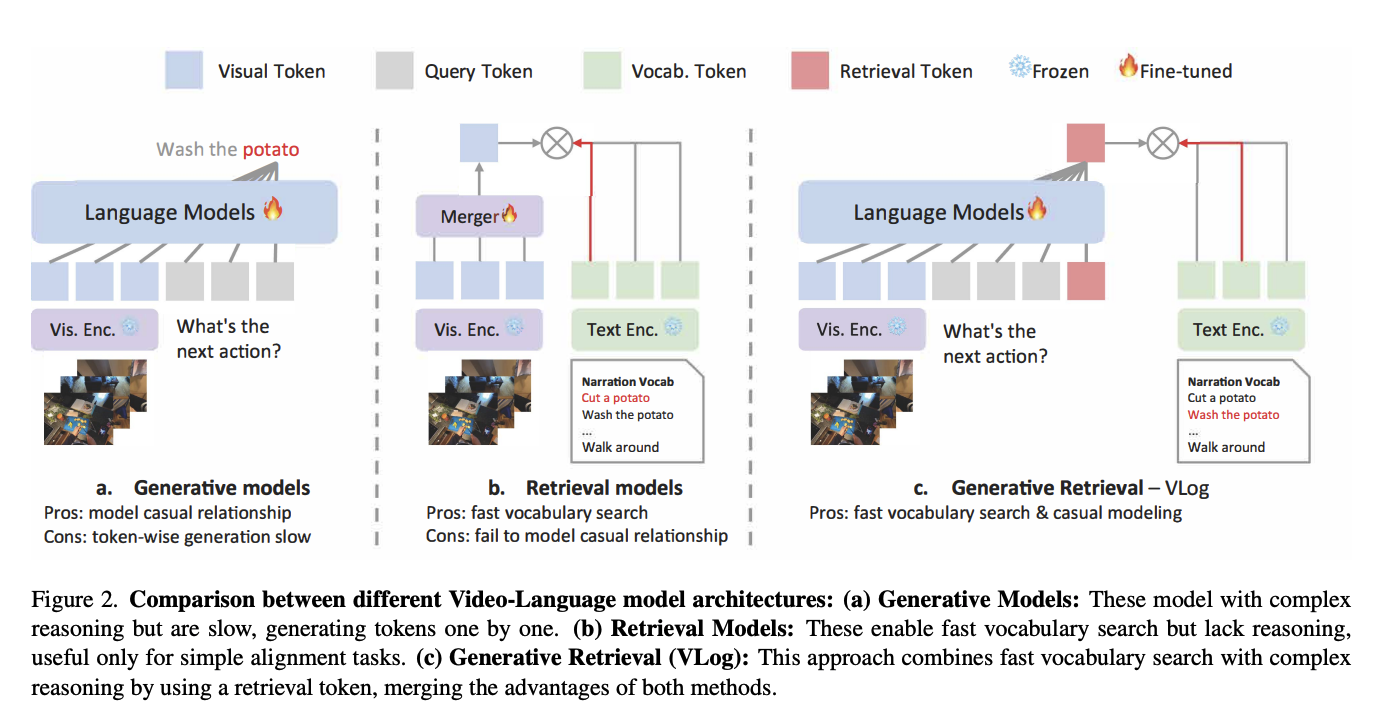 Visual Token
Query Token
Vocab. Token
Retrieval Token
Frozen
Fine-tuned
Wash the potato
Language Models
Vis. Enc.
What's the
next action?
a. Generative models
Pros: model casual relationship
Cons: token-wise generation slow
Merger
Vis. Enc.
Text Enc.
Narration Vocab
Cut a potato
Wash the potato
...
Walk around
b. Retrieval models
Pros: fast vocabulary search
Cons: fail to model casual relationship
Language Models
Vis. Enc.
What's the
next action?
Text Enc.
Narration Vocab
Cut a potato
Wash the potato
...
Walk around
c. Generative Retrieval – VLog
Pros: fast vocabulary search & casual modeling
Figure 2. Comparison between different Video-Language model architectures: (a) Generative Models: These model with complex
reasoning but are slow, generating tokens one by one. (b) Retrieval Models: These enable fast vocabulary search but lack reasoning,
useful only for simple alignment tasks. (c) Generative Retrieval (VLog): This approach combines fast vocabulary search with complex
reasoning by using a retrieval token, merging the advantages of both methods.